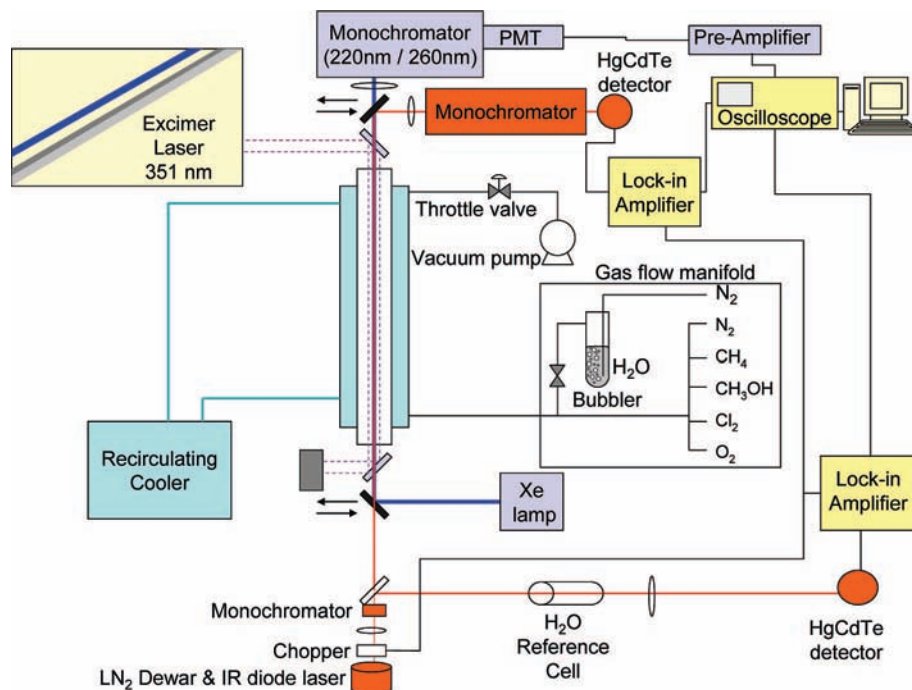 Monochromator
(220nm / 260nm)
PMT
Pre-Amplifier
HgCdTe
detector
Monochromator
Oscilloscope
Excimer
Laser
351 nm
Lock-in
Amplifier
Throttle valve
Vacuum pump
Gas flow manifold
N₂
N₂
H₂O
CH₄
Bubbler
CH₃OH
Cl₂
O₂
Recirculating
Cooler
Xe
lamp
Lock-in
Amplifier
Monochromator
H₂O
Reference
Cell
HgCdTe
detector
Chopper
LN₂ Dewar & IR diode laser